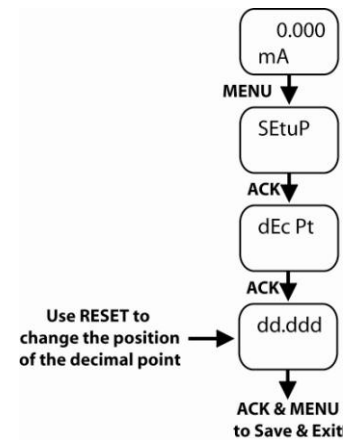 0.000
mA
MENU
SEtuP
ACK
dEc Pt
ACK
Use RESET to
change the position
of the decimal point
dd.ddd
ACK & MENU
to Save & Exit